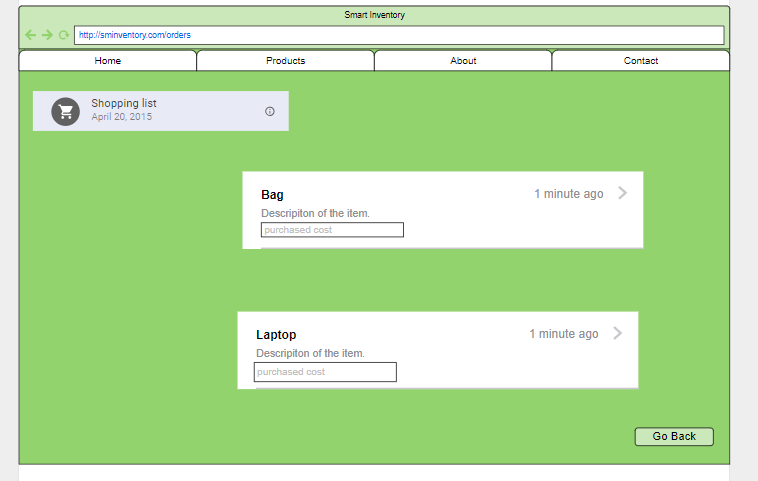 Smart Inventory
http://sminventory.com/orders
Home Products About Contact
Shopping list
April 20, 2015
Bag 1 minute ago
Descripiton of the item.
purchased cost
Laptop 1 minute ago
Descripiton of the item.
purchased cost
Go Back